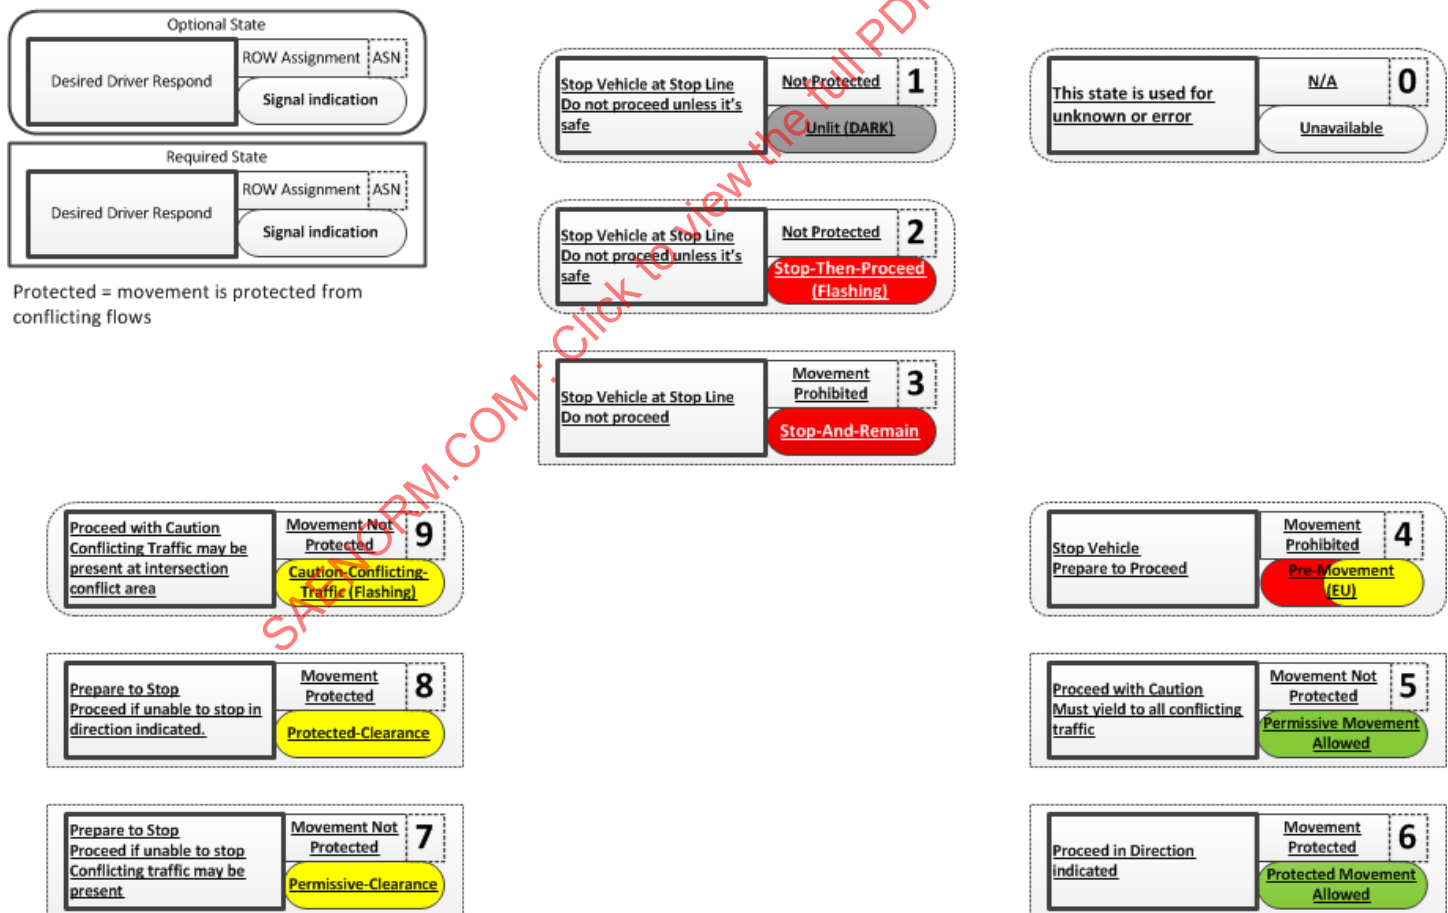 Optional State
Desired Driver Respond
ROW Assignment
ASN
Signal indication
Required State
Desired Driver Respond
ROW Assignment
ASN
Signal indication
Protected = movement is protected from
conflicting flows
Stop Vehicle at Stop Line
Do not proceed unless it's
safe
Not Protected
1
Unlit (DARK)
This state is used for
unknown or error
N/A
0
Unavailable
Stop Vehicle at Stop Line
Do not proceed unless it's
safe
Not Protected
2
Stop-Then-Proceed
(Flashing)
Stop Vehicle at Stop Line
Do not proceed
Movement
Prohibited
3
Stop-And-Remain
Proceed with Caution
Conflicting Traffic may be
present at intersection
conflict area
Movement Not
Protected
9
Caution-Conflicting-
Traffic (Flashing)
Stop Vehicle
Prepare to Proceed
Movement
Prohibited
4
Pre-Movement
(EU)
Prepare to Stop
Proceed if unable to stop in
direction indicated.
Movement
Protected
8
Protected-Clearance
Proceed with Caution
Must yield to all conflicting
traffic
Movement Not
Protected
5
Permissive Movement
Allowed
Prepare to Stop
Proceed if unable to stop
Conflicting traffic may be
present
Movement Not
Protected
7
Permissive-Clearance
Proceed in Direction
indicated
Movement
Protected
6
Protected Movement
Allowed
SAENORM.COM : Click to view the full PDF